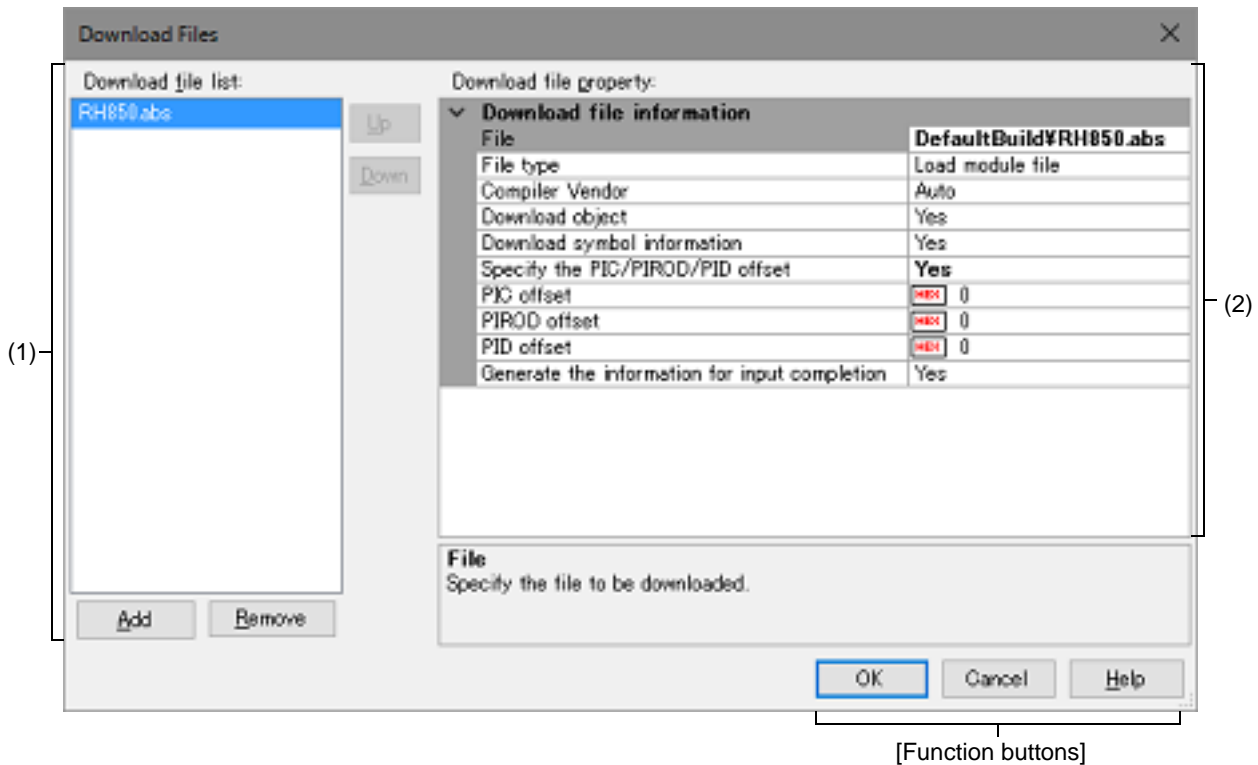 Download Files
Download file list:
Download file property:
RH850.abs
Up
Down
Download file information
File DefaultBuild¥RH850.abs
File type Load module file
Compiler Vendor Auto
Download object Yes
Download symbol information Yes
Specify the PIC/PIROD/PID offset Yes
PIC offset HEX 0
PIROD offset HEX 0
PID offset HEX 0
Generate the information for input completion Yes
(1)
(2)
File
Specify the file to be downloaded.
Add Remove
OK Cancel Help
[Function buttons]